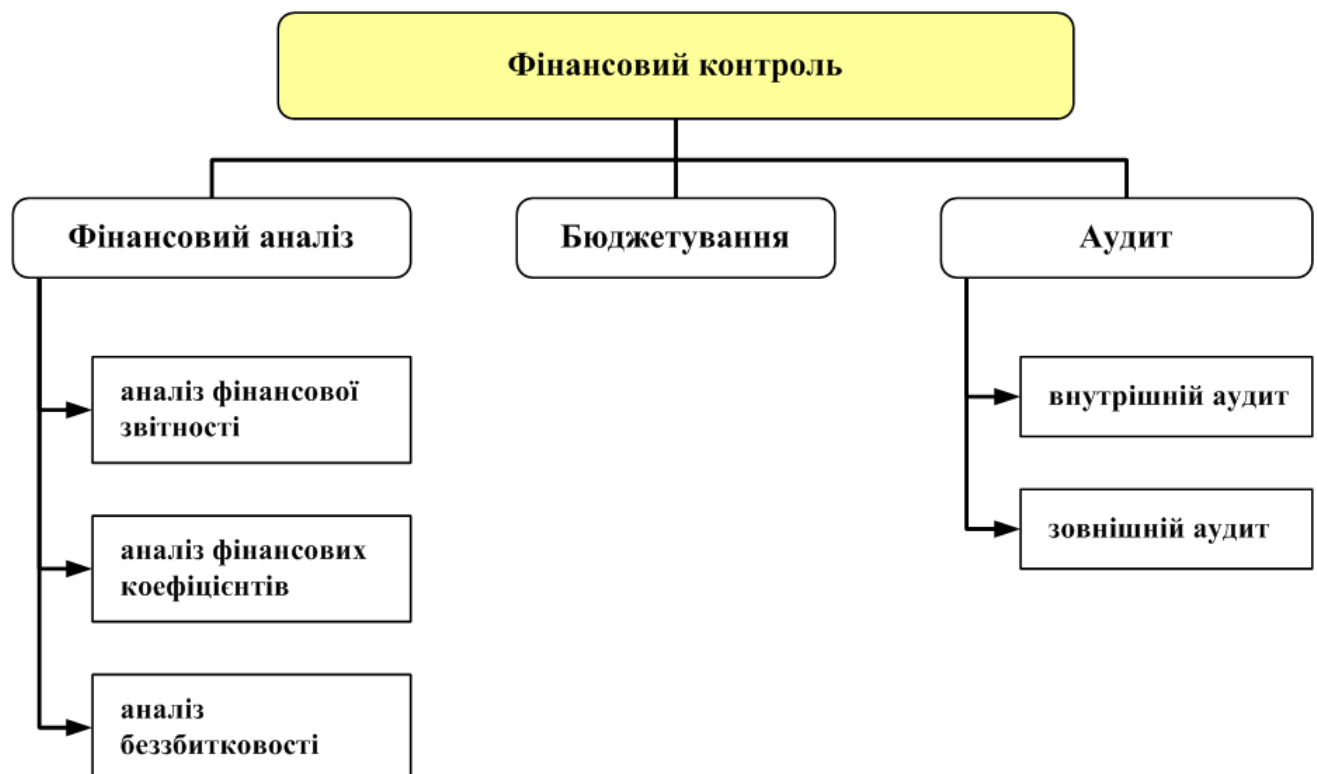 Фінансовий контроль
Фінансовий аналіз
Бюджетування
Аудит
аналіз фінансової
звітності
аналіз фінансових
коефіцієнтів
аналіз
беззбитковості
внутрішній аудит
зовнішній аудит